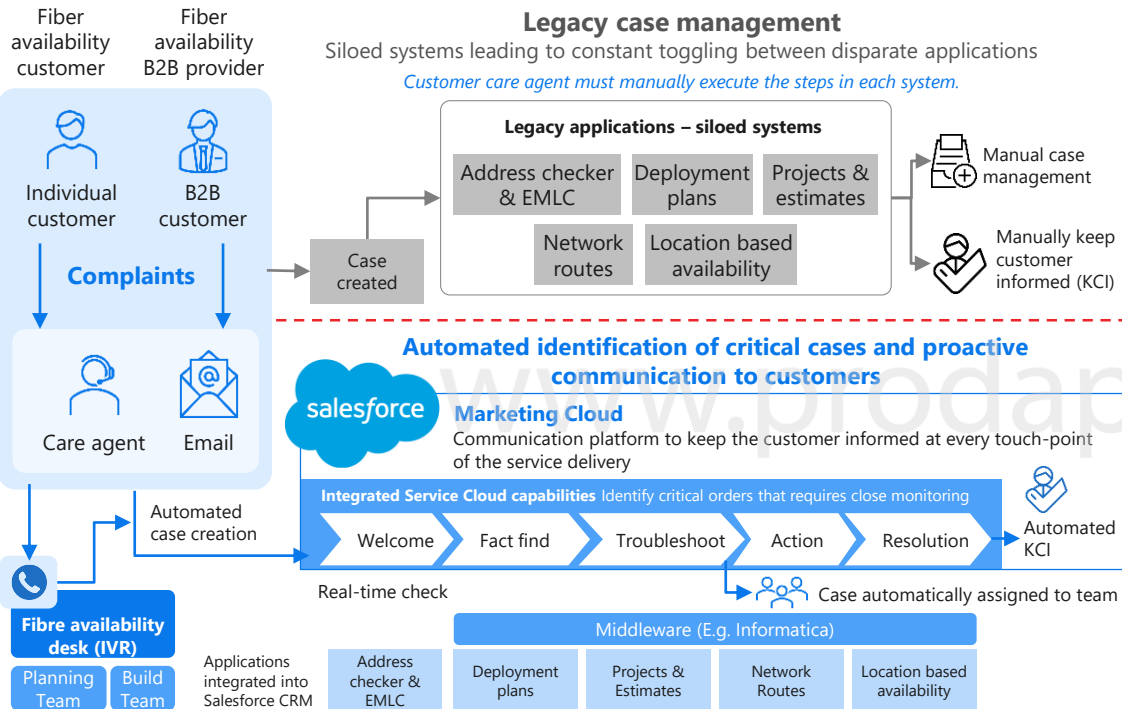 Fiber
availability
customer
Fiber
availability
B2B provider
Legacy case management
Siloed systems leading to constant toggling between disparate applications
Customer care agent must manually execute the steps in each system.
Individual
customer
B2B
customer
Complaints
Care agent
Email
Case
created
Legacy applications – siloed systems
Address checker
& EMLC
Deployment
plans
Projects &
estimates
Network
routes
Location based
availability
Manual case
management
Manually keep
customer
informed (KCI)
Automated identification of critical cases and proactive
communication to customers
www.prodap
salesforce
Marketing Cloud
Communication platform to keep the customer informed at every touch-point
of the service delivery
Integrated Service Cloud capabilities Identify critical orders that requires close monitoring
Welcome
Fact find
Troubleshoot
Action
Resolution
Automated
KCI
Automated
case creation
Real-time check
Case automatically assigned to team
Fibre availability
desk (IVR)
Planning
Team
Build
Team
Middleware (E.g. Informatica)
Applications
integrated into
Salesforce CRM
Address
checker &
EMLC
Deployment
plans
Projects &
Estimates
Network
Routes
Location based
availability